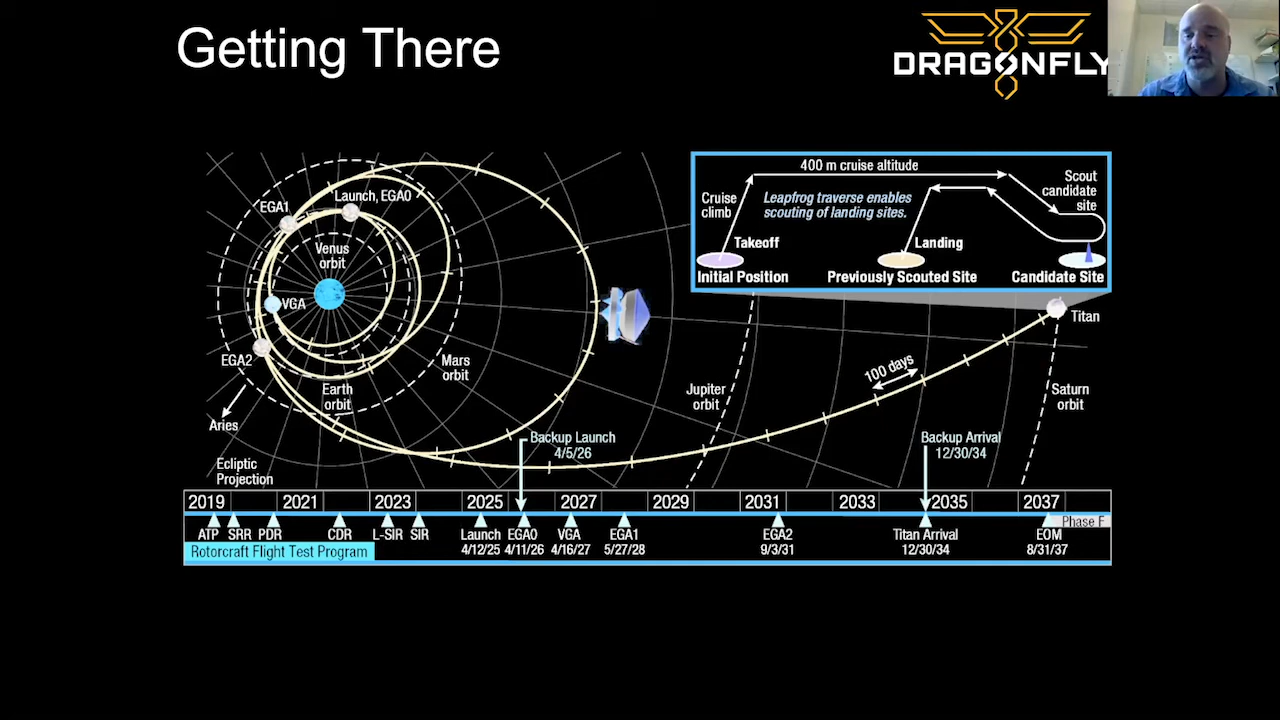 Getting There
DRAGONFLY
EGA1
Launch, EGA0
Venus
orbit
VGA
EGA2
Earth
orbit
Mars
orbit
Aries
Ecliptic
Projection
400 m cruise altitude
Cruise
climb
Leapfrog traverse enables
scouting of landing sites.
Scout
candidate
site
Takeoff
Landing
Initial Position
Previously Scouted Site
Candidate Site
Titan
100 days
Jupiter
orbit
Saturn
orbit
Backup Launch
4/5/26
Backup Arrival
12/30/34
2019 2021 2023 2025 2027 2029 2031 2033 2035 2037
Phase F
ATP SRR PDR CDR L-SIR SIR Launch EGA0 VGA EGA1 EGA2 Titan Arrival EOM
4/12/25 4/11/26 4/16/27 5/27/28 9/3/31 12/30/34 8/31/37
Rotorcraft Flight Test Program